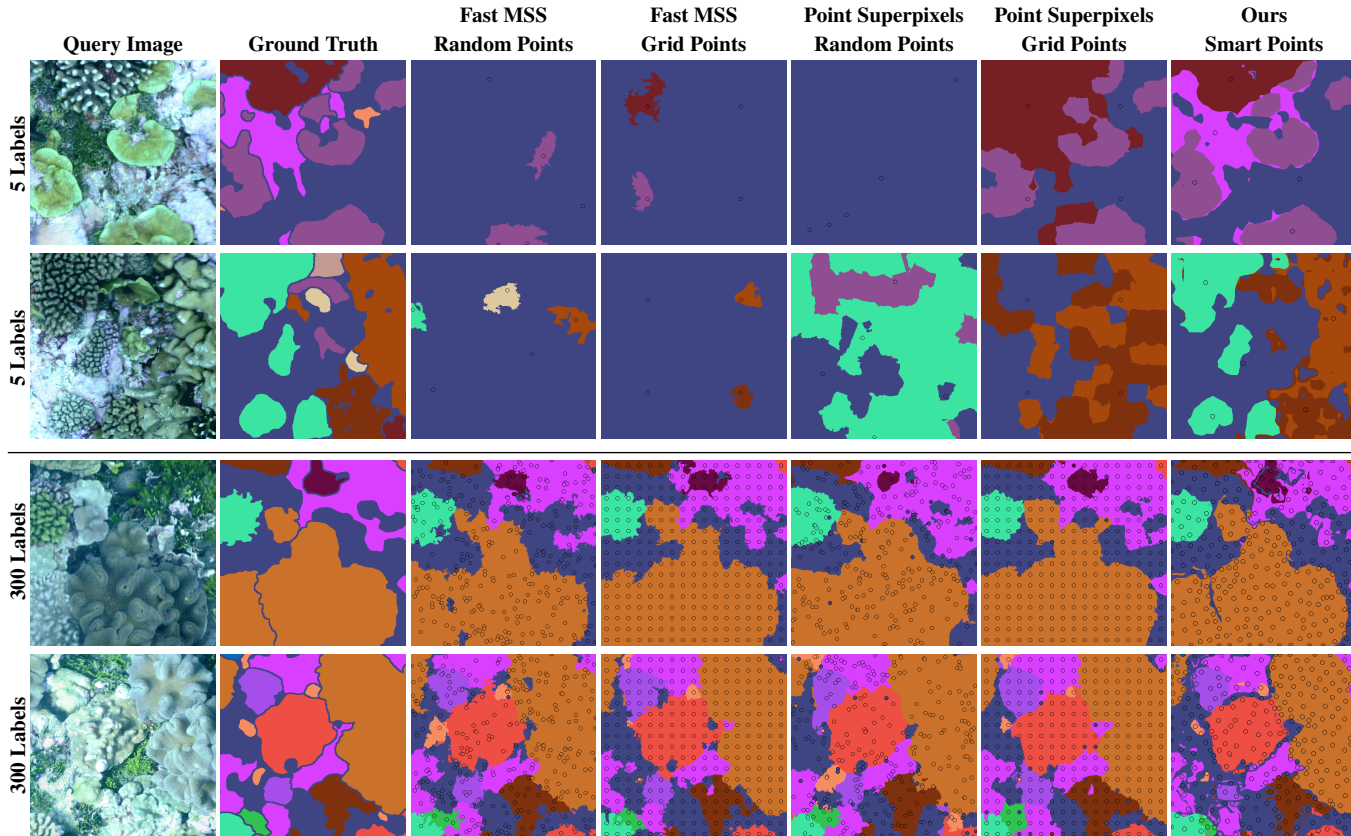 Query Image
Ground Truth
Fast MSS
Random Points
Fast MSS
Grid Points
Point Superpixels
Random Points
Point Superpixels
Grid Points
Ours
Smart Points
5 Labels
5 Labels
300 Labels
300 Labels